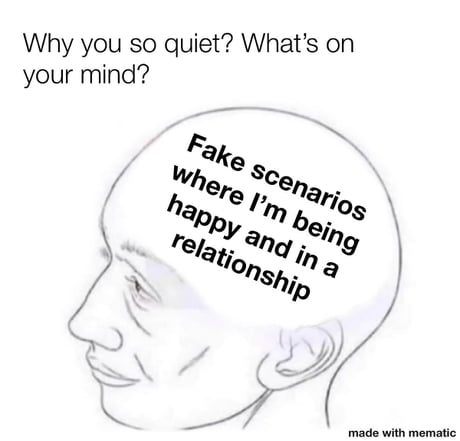 Why you so quiet? What's on
your mind?
Fake scenarios
where I'm being
happy and in a
relationship
made with mematic